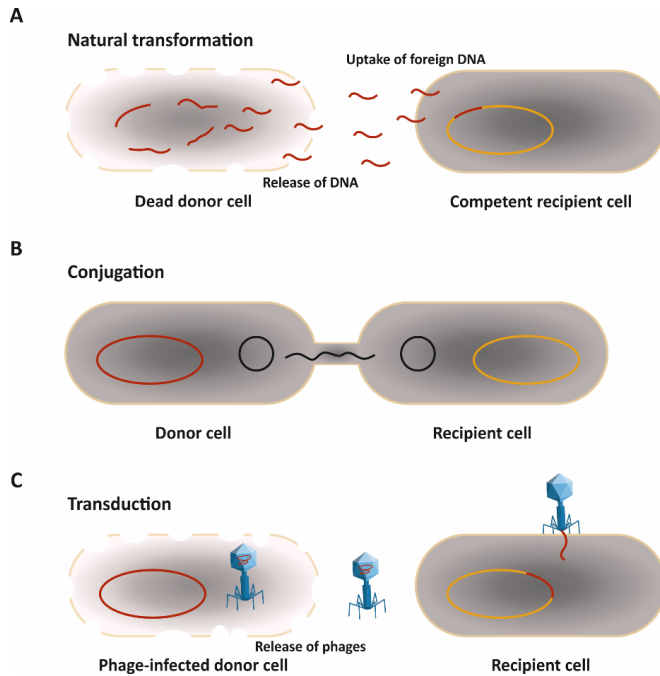 A
Natural transformation
Uptake of foreign DNA
Release of DNA
Dead donor cell
Competent recipient cell
B
Conjugation
Donor cell
Recipient cell
C
Transduction
Release of phages
Phage-infected donor cell
Recipient cell